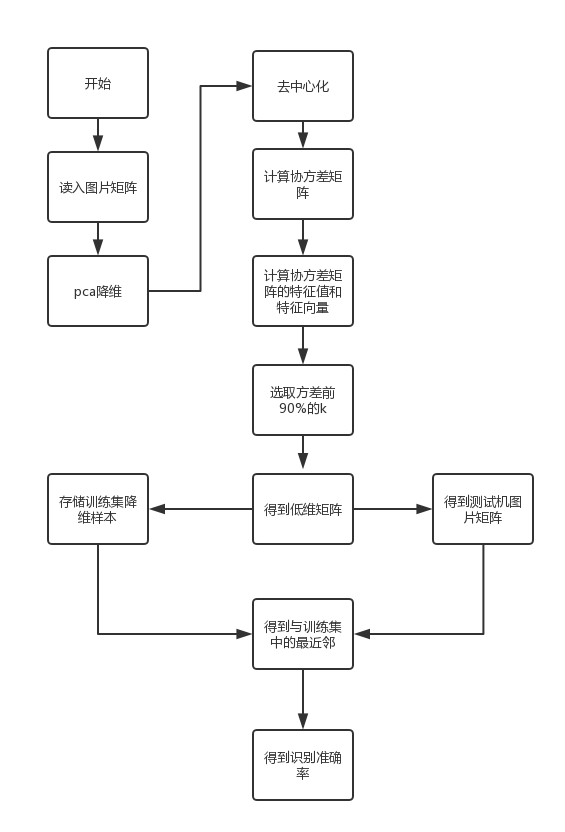 开始
读入图片矩阵
pca降维
去中心化
计算协方差矩
阵
计算协方差矩
阵的特征值和
特征向量
选取方差前
90%的k
存储训练集降
维样本
得到低维矩阵
得到测试机图
片矩阵
得到与训练集
中的最近邻
得到识别准确
率